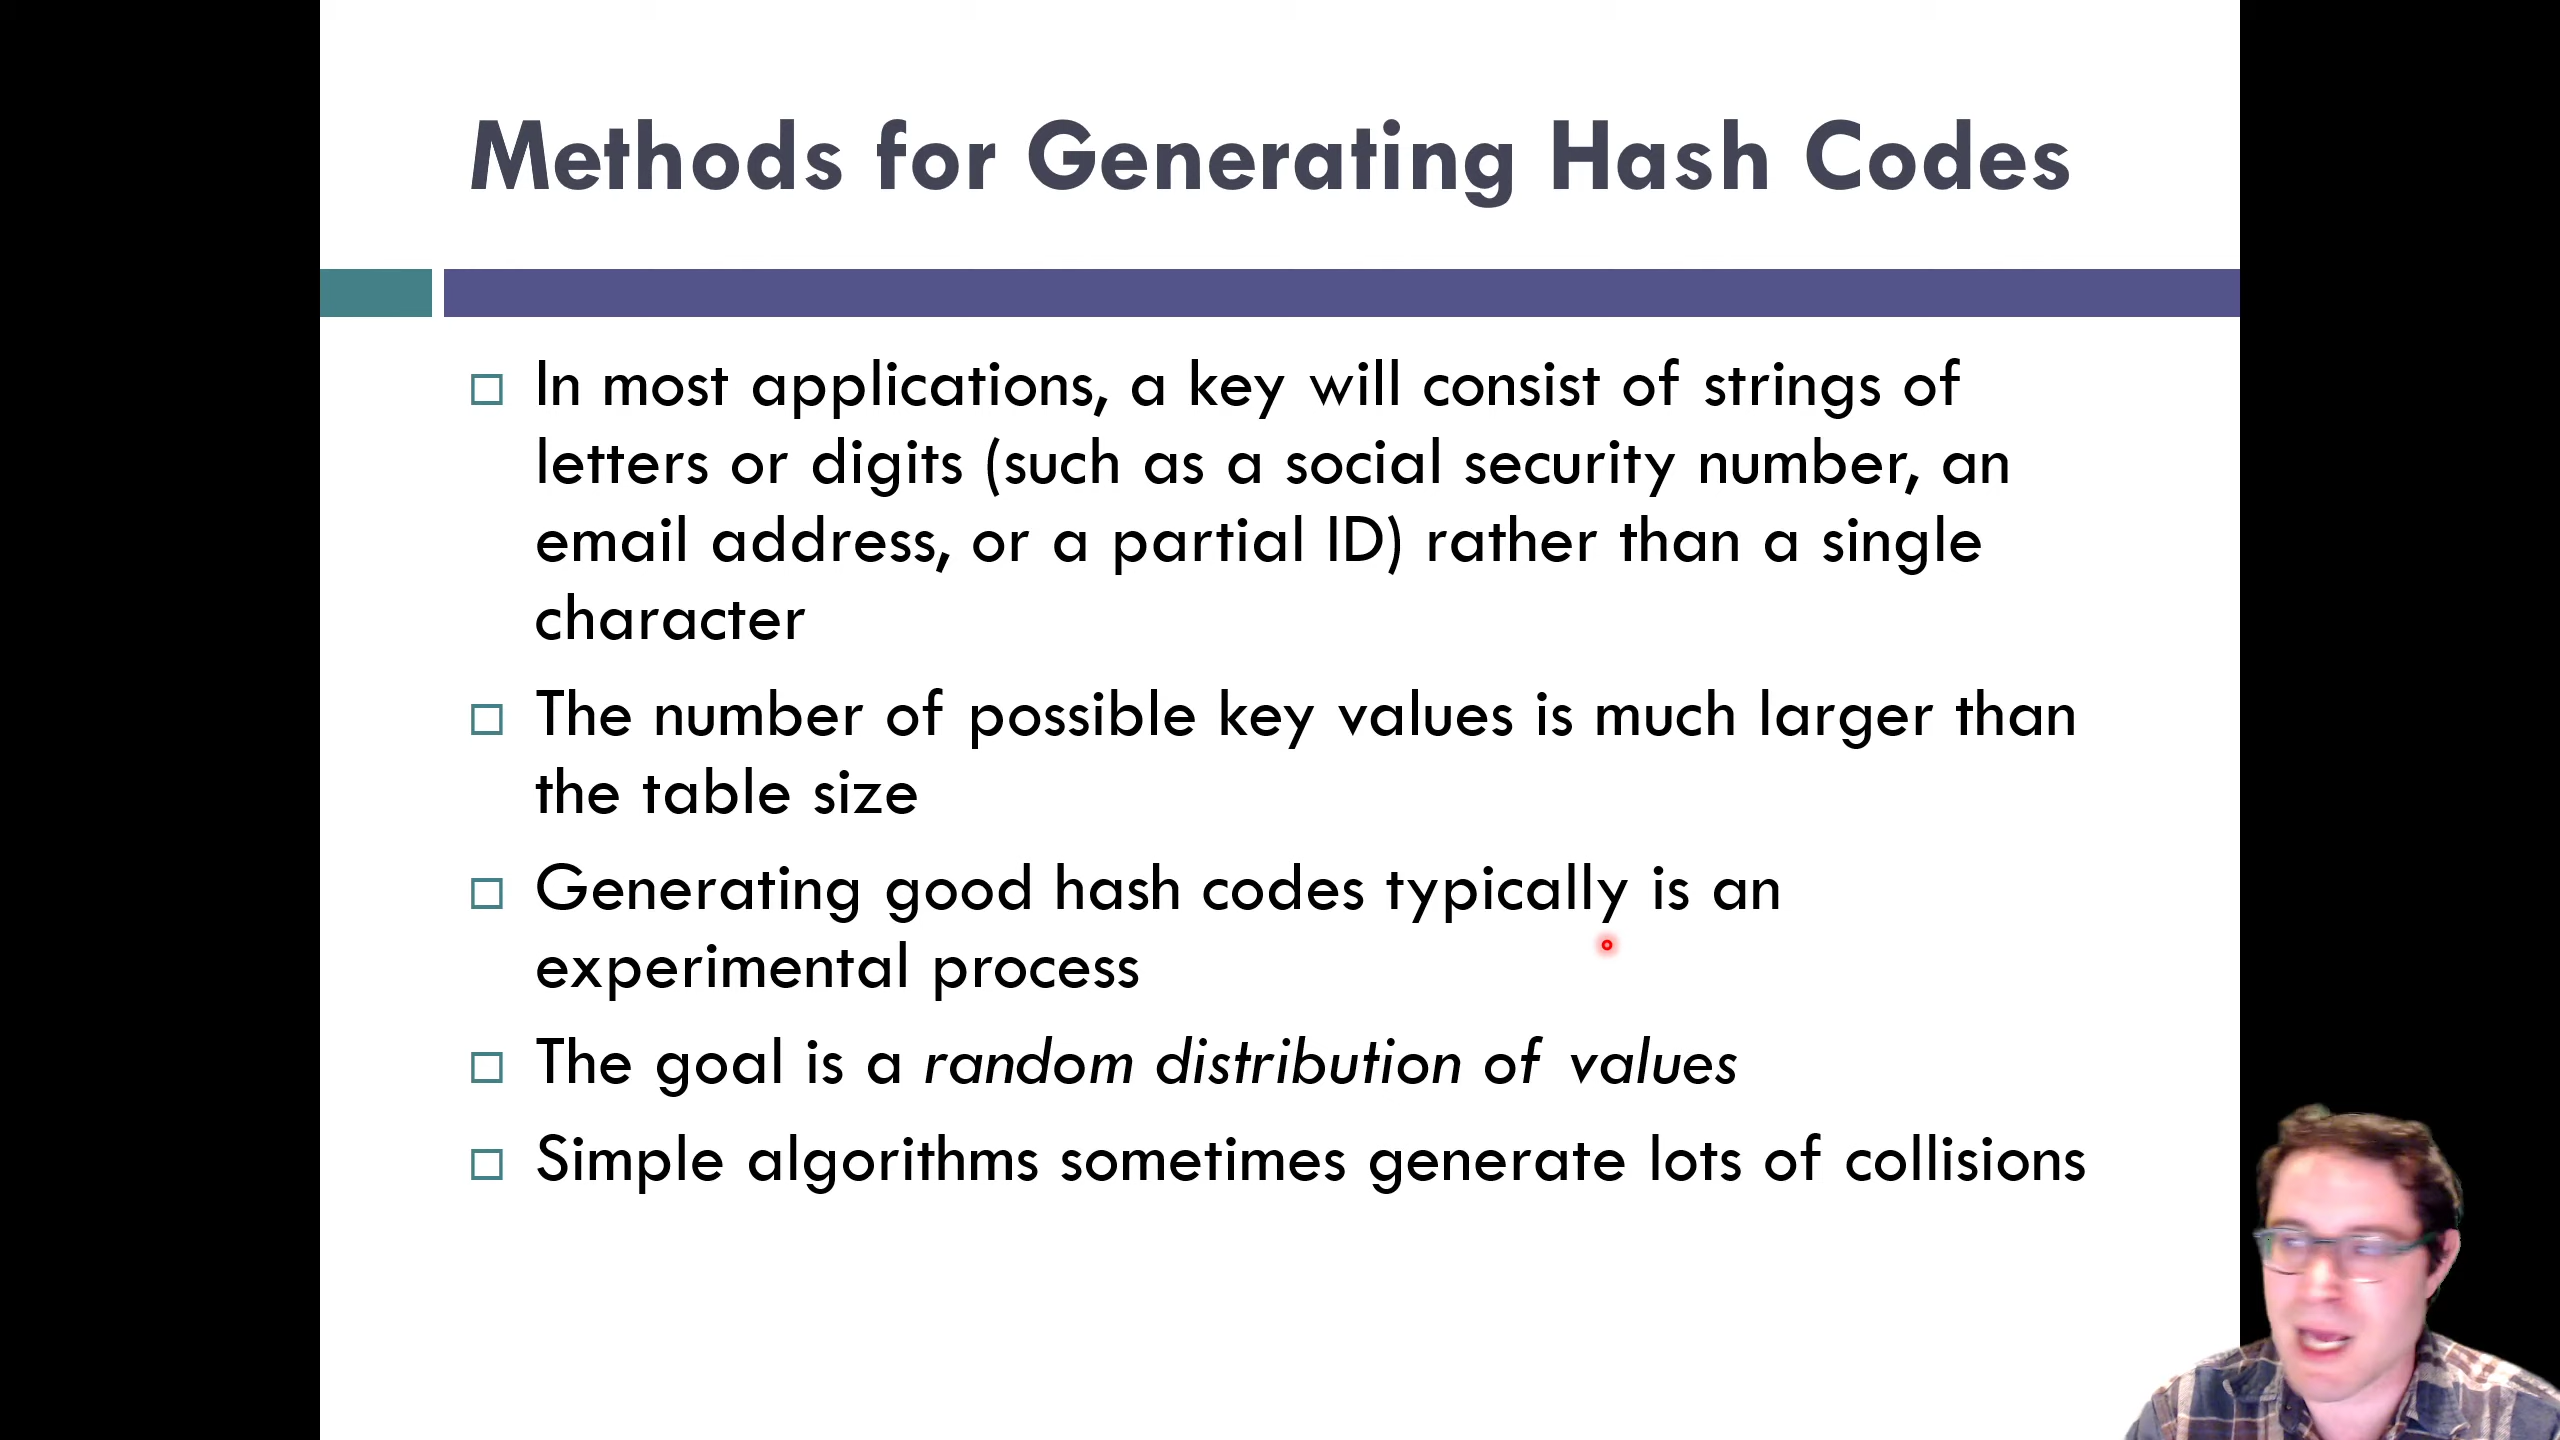 Methods for Generating Hash Codes
In most applications, a key will consist of strings of
letters or digits (such as a social security number, an
email address, or a partial ID) rather than a single
character
The number of possible key values is much larger than
the table size
Generating good hash codes typically is an
experimental process
The goal is a random distribution of values
Simple algorithms sometimes generate lots of collisions